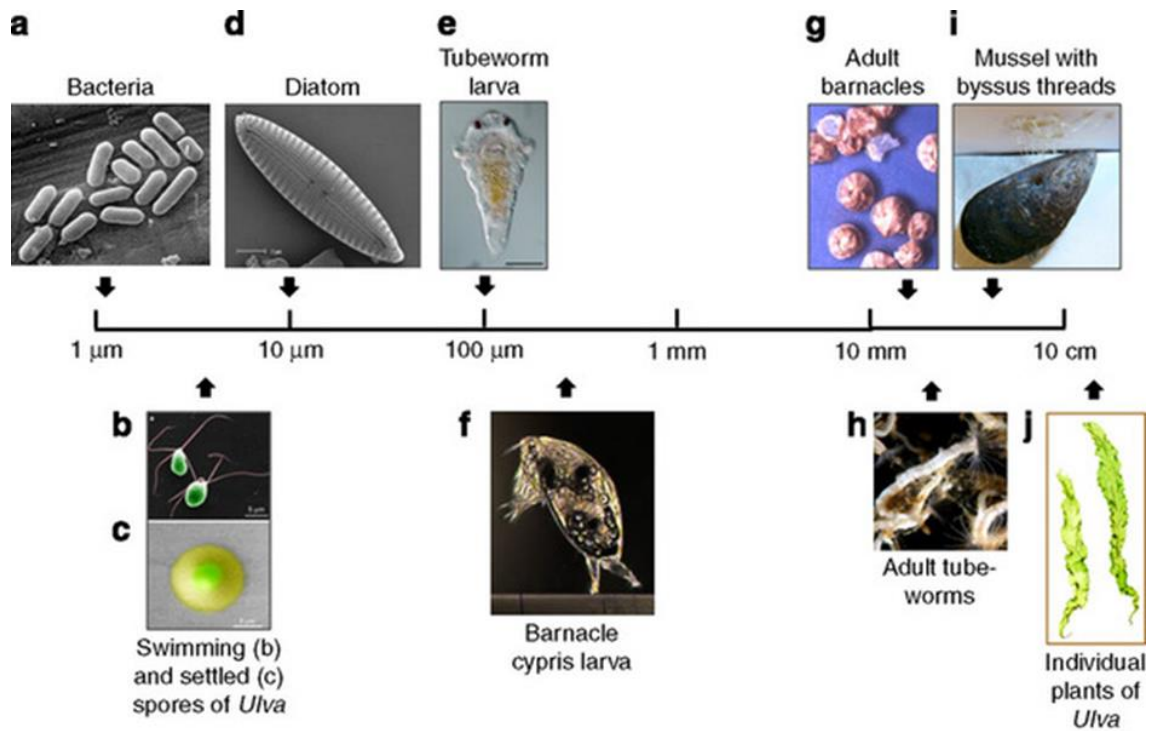 a
Bacteria
d
Diatom
e
Tubeworm
larva
g
Adult
barnacles
i
Mussel with
byssus threads
1 µm
10 µm
100 µm
1 mm
10 mm
10 cm
b
c
Swimming (b)
and settled (c)
spores of Ulva
f
Barnacle
cypris larva
h
Adult tube-
worms
j
Individual
plants of
Ulva